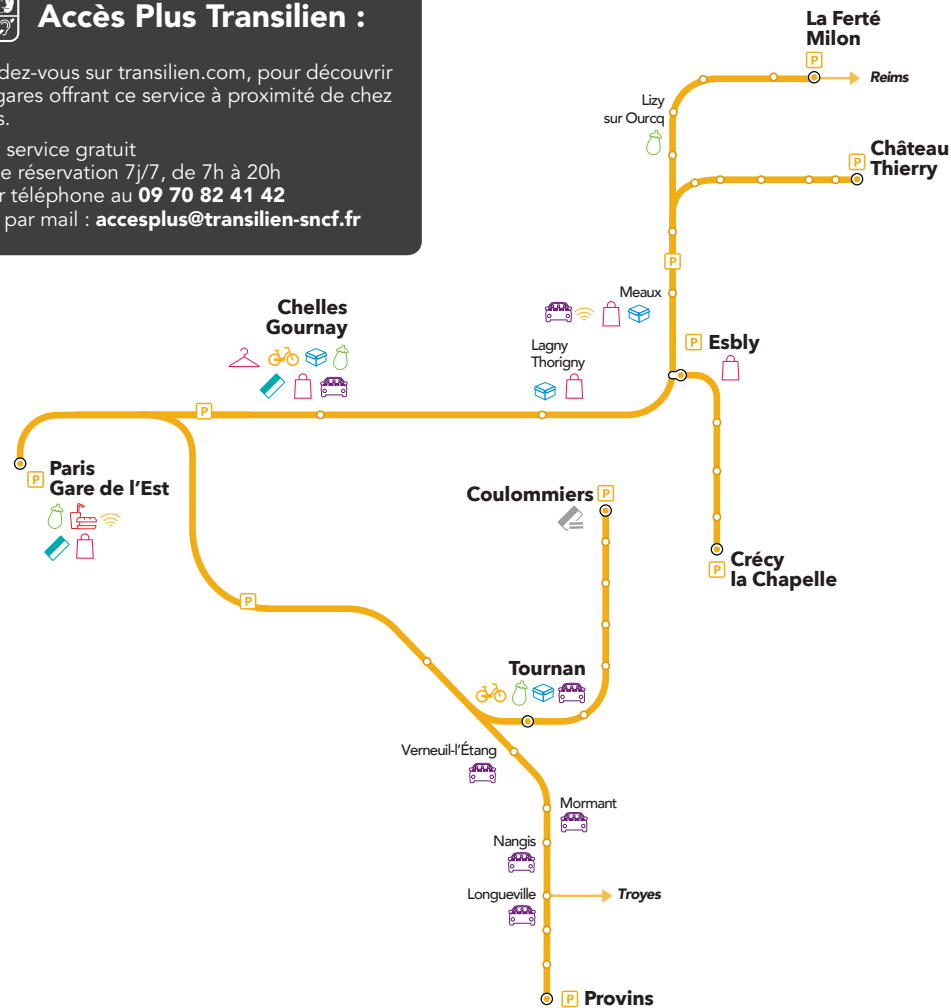 Accès Plus Transilien :
dez-vous sur transilien.com, pour découvrir
gares offrant ce service à proximité de chez
s.
service gratuit
e réservation 7j/7, de 7h à 20h
r téléphone au 09 70 82 41 42
par mail : accesplus@transilien-sncf.fr
La Ferté
Milon
P
Reims
Lizy
sur Ourcq
Château
Thierry
P
P
Meaux
Chelles
Gournay
Lagny
Thorigny
P Esbly
P
Paris
Gare de l'Est
P
Coulommiers P
Crécy
la Chapelle
P
P
Tournan
Verneuil-l'Étang
Mormant
Nangis
Longueville
Troyes
P Provins